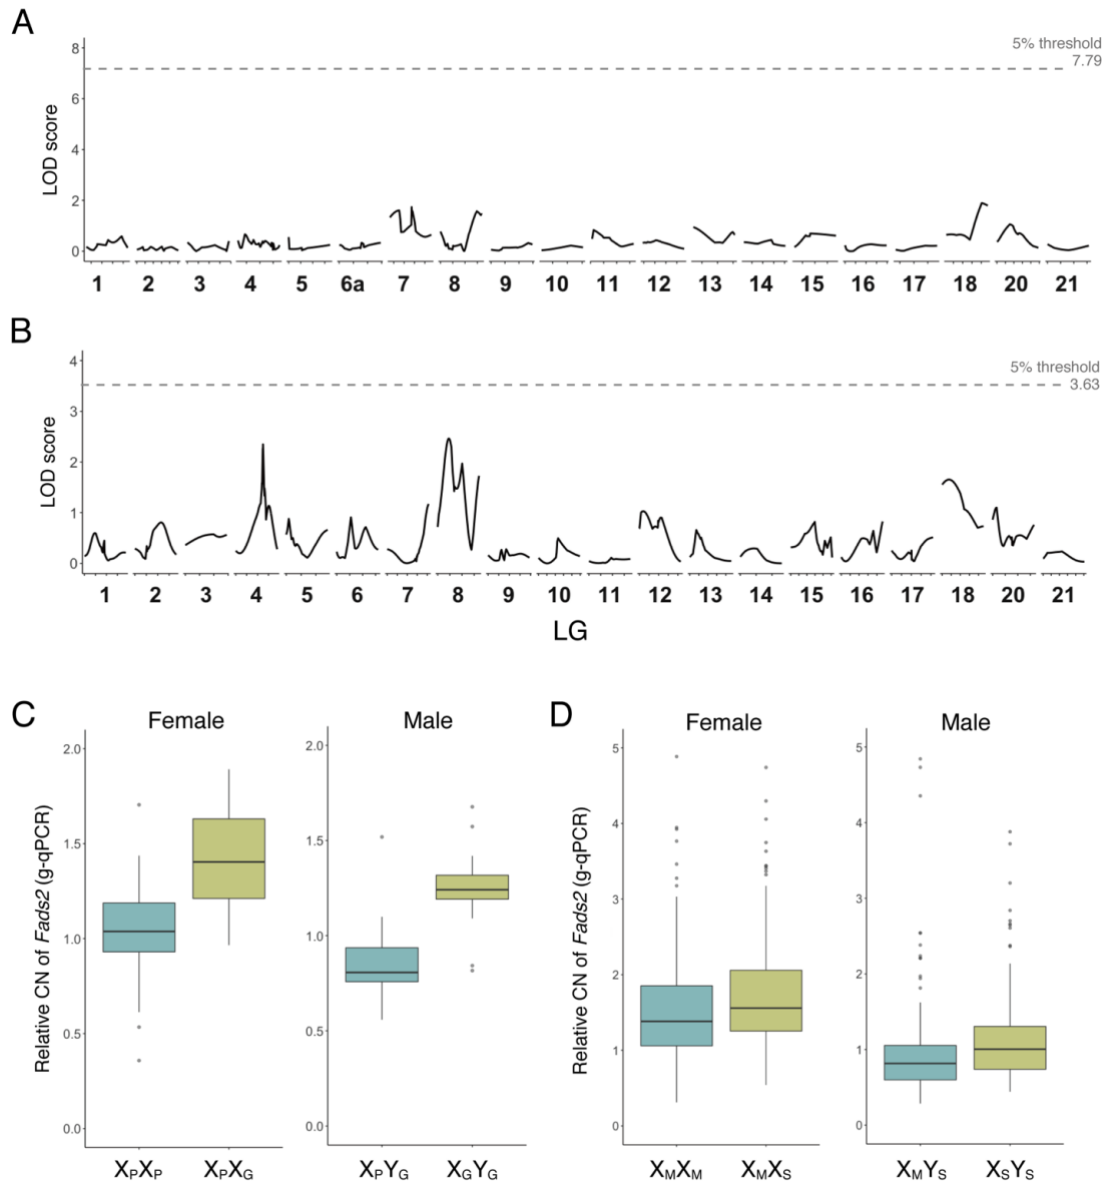 A
5% threshold
7.79
LOD score
8
6
4
2
0
1 2 3 4 5 6a 7 8 9 10 11 12 13 14 15 16 17 18 20 21
B
5% threshold
3.63
LOD score
4
3
2
1
0
1 2 3 4 5 6 7 8 9 10 11 12 13 14 15 16 17 18 20 21
LG
C
Female Male
Relative CN of Fads2 (g-qPCR)
2.0
1.5
1.0
0.5
0.0
2.0
1.5
1.0
0.5
0.0
XPXP XPXG XPYG XGYG
D
Female Male
Relative CN of Fads2 (g-qPCR)
5
4
3
2
1
0
5
4
3
2
1
0
XMXM XMXS XMYS XSYS